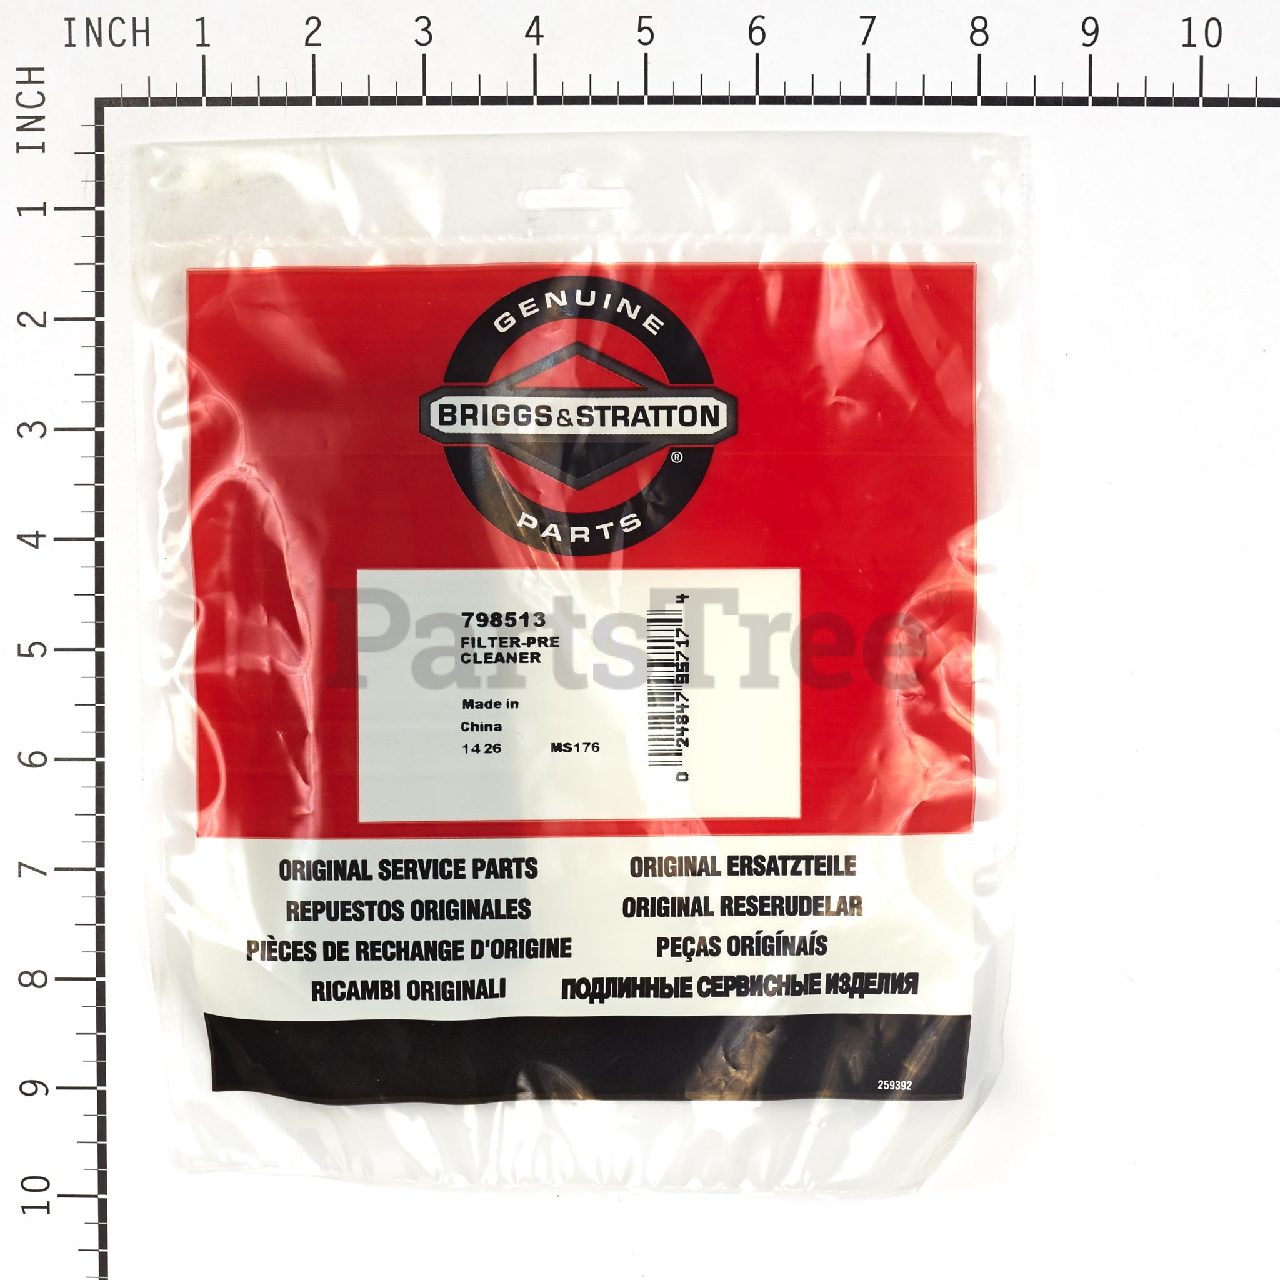 INCH 1 2 3 4 5 6 7 8 9 10
INCH 1 2 3 4 5 6 7 8 9 10
GENUINE
BRIGGS&STRATTON
®
PARTS
PartsTree™
798513
FILTER-PRE
CLEANER
Made in
China
14 26 MS176
0 24847 95717 4
ORIGINAL SERVICE PARTS
ORIGINAL ERSATZTEILE
REPUESTOS ORIGINALES
ORIGINAL RESERUDELAR
PIÈCES DE RECHANGE D'ORIGINE
PEÇAS ORÍGÍNAÍS
RICAMBI ORIGINALI
ПОДЛИННЫЕ СЕРВИСНЫЕ ИЗДЕЛИЯ
259392